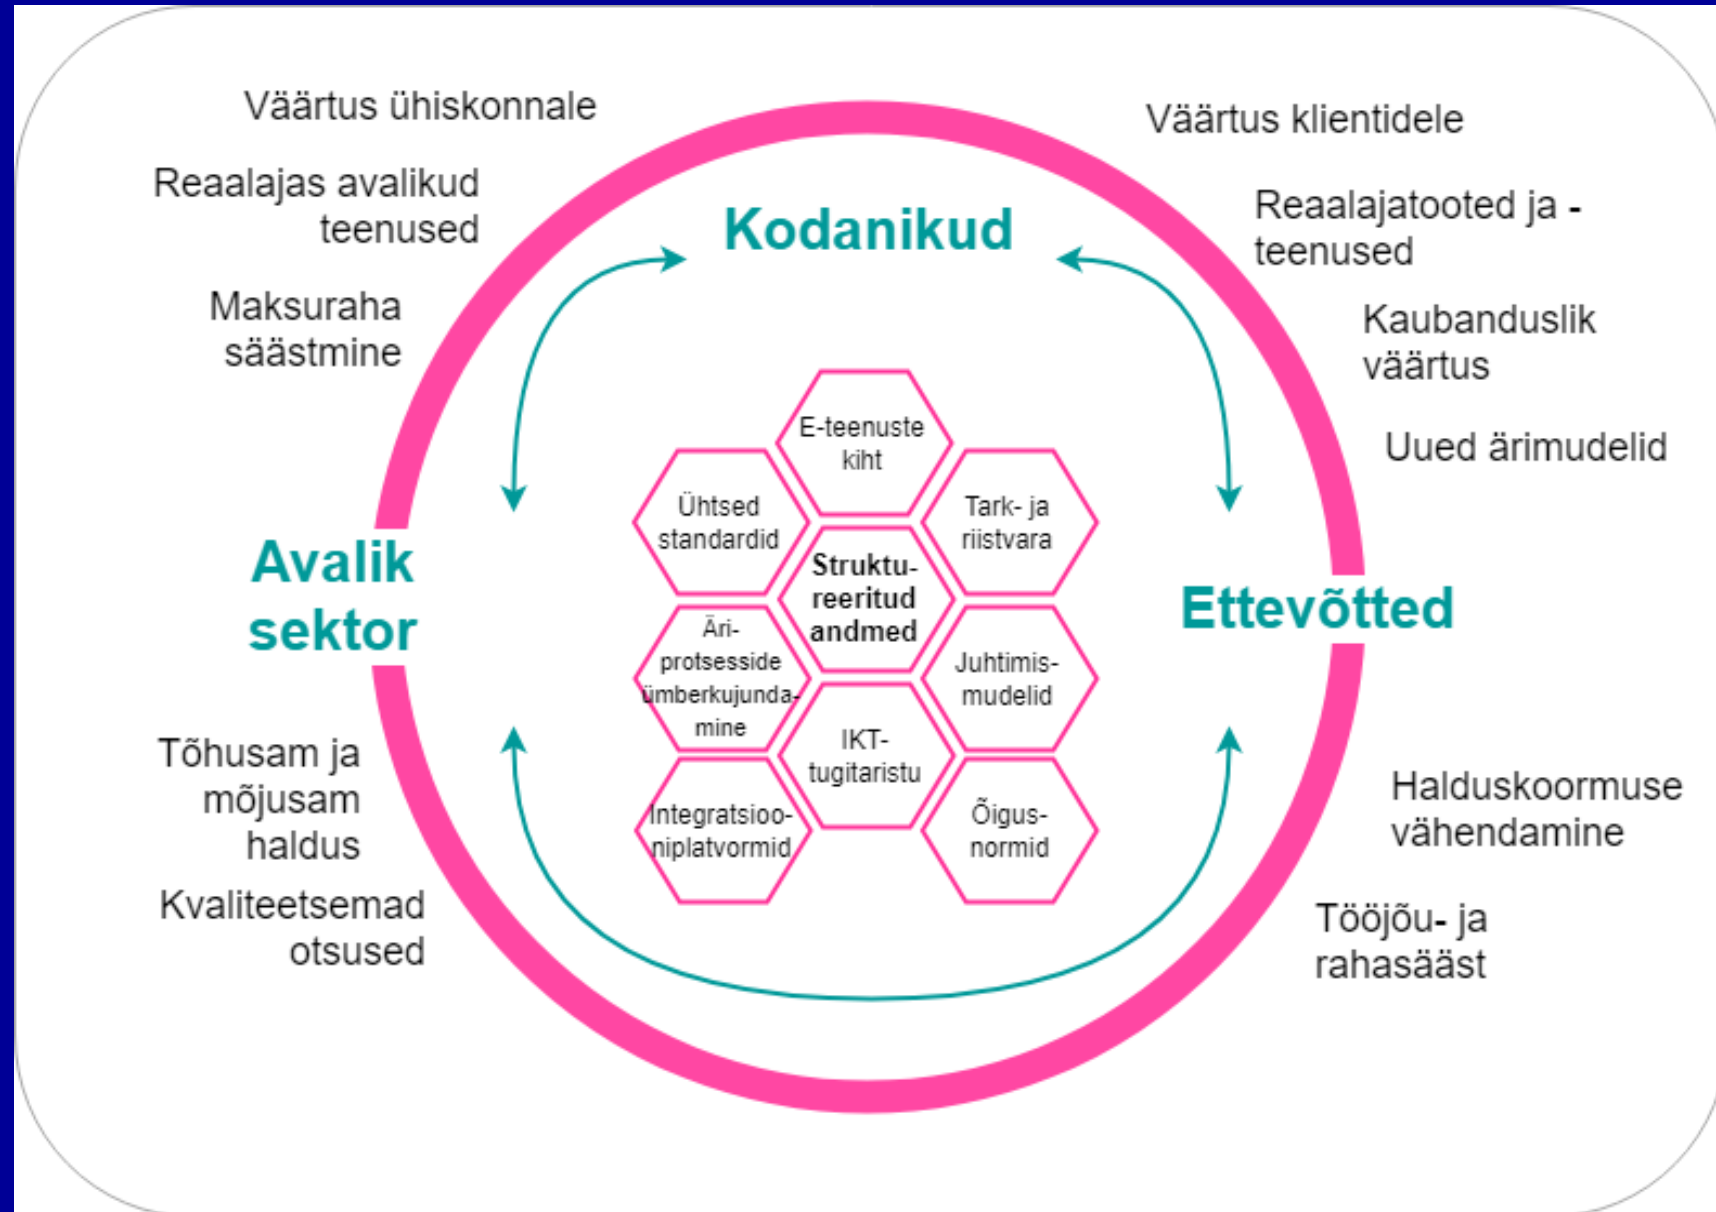 Väärtus ühiskonnale
Reaalajas avalikud
teenused
Maksuraha
säästmine
Väärtus klientidele
Reaalajatooted ja -
teenused
Kaubanduslik
väärtus
Uued ärimudelid
Kodanikud
Avalik
sektor
Ettevõtted
E-teenuste
kiht
Ühtsed
standardid
Tark- ja
riistvara
Struktu-
reeritud
andmed
Äri-
protsesside
ümberkujunda-
mine
Juhtimis-
mudelid
IKT-
tugitaristu
Integratsioo-
niplatvormid
Õigus-
normid
Tõhusam ja
mõjusam
haldus
Kvaliteetsemad
otsused
Halduskoormuse
vähendamine
Tööjõu- ja
rahasääst